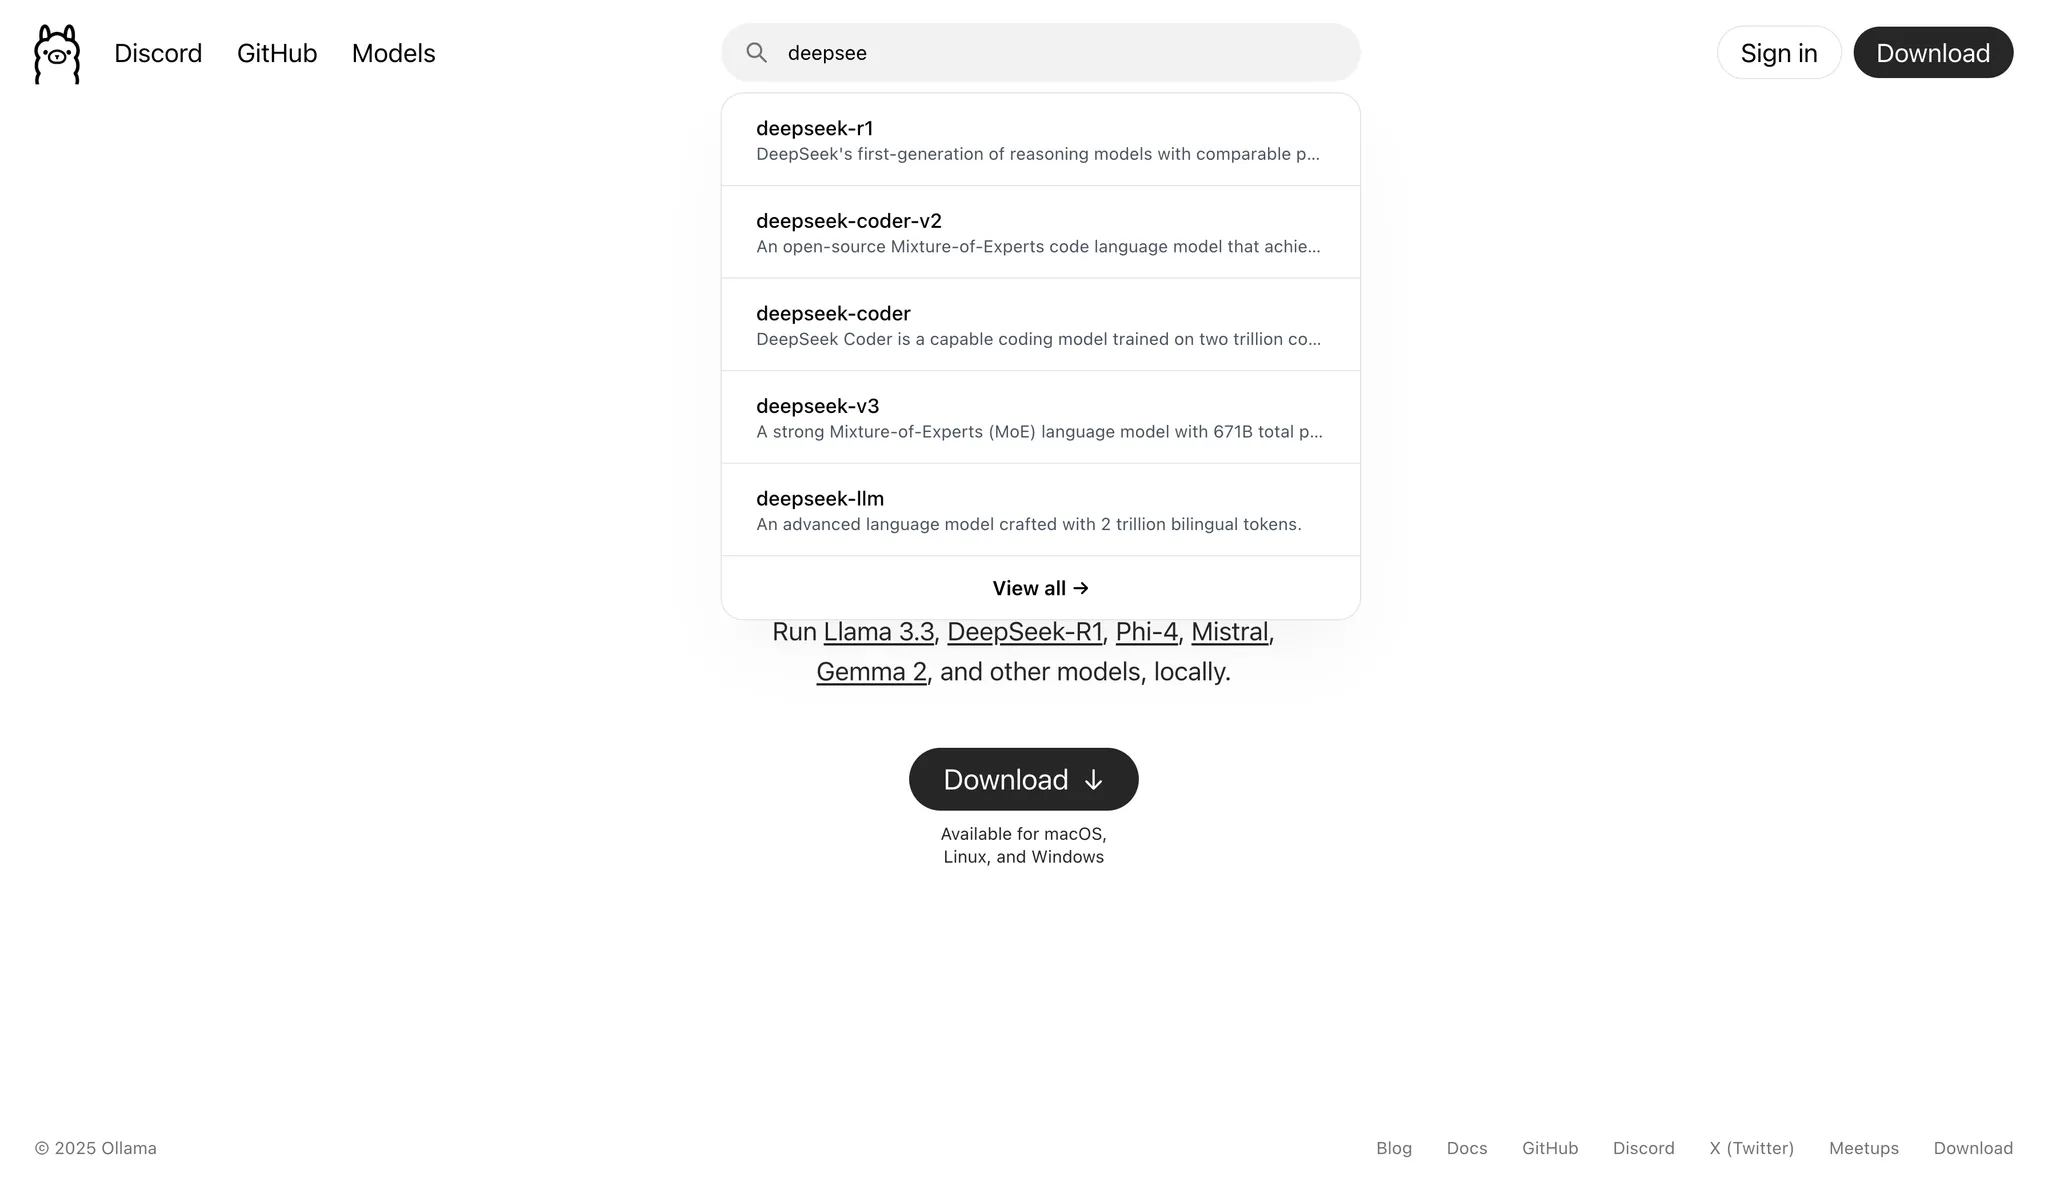 Discord GitHub Models deepsee Sign in Download
deepseek-r1
DeepSeek's first-generation of reasoning models with comparable p...
deepseek-coder-v2
An open-source Mixture-of-Experts code language model that achie...
deepseek-coder
DeepSeek Coder is a capable coding model trained on two trillion co...
deepseek-v3
A strong Mixture-of-Experts (MoE) language model with 671B total p...
deepseek-llm
An advanced language model crafted with 2 trillion bilingual tokens.
View all →
Run Llama 3.3, DeepSeek-R1, Phi-4, Mistral,
Gemma 2, and other models, locally.
Download ↓
Available for macOS,
Linux, and Windows
© 2025 Ollama Blog Docs GitHub Discord X (Twitter) Meetups Download